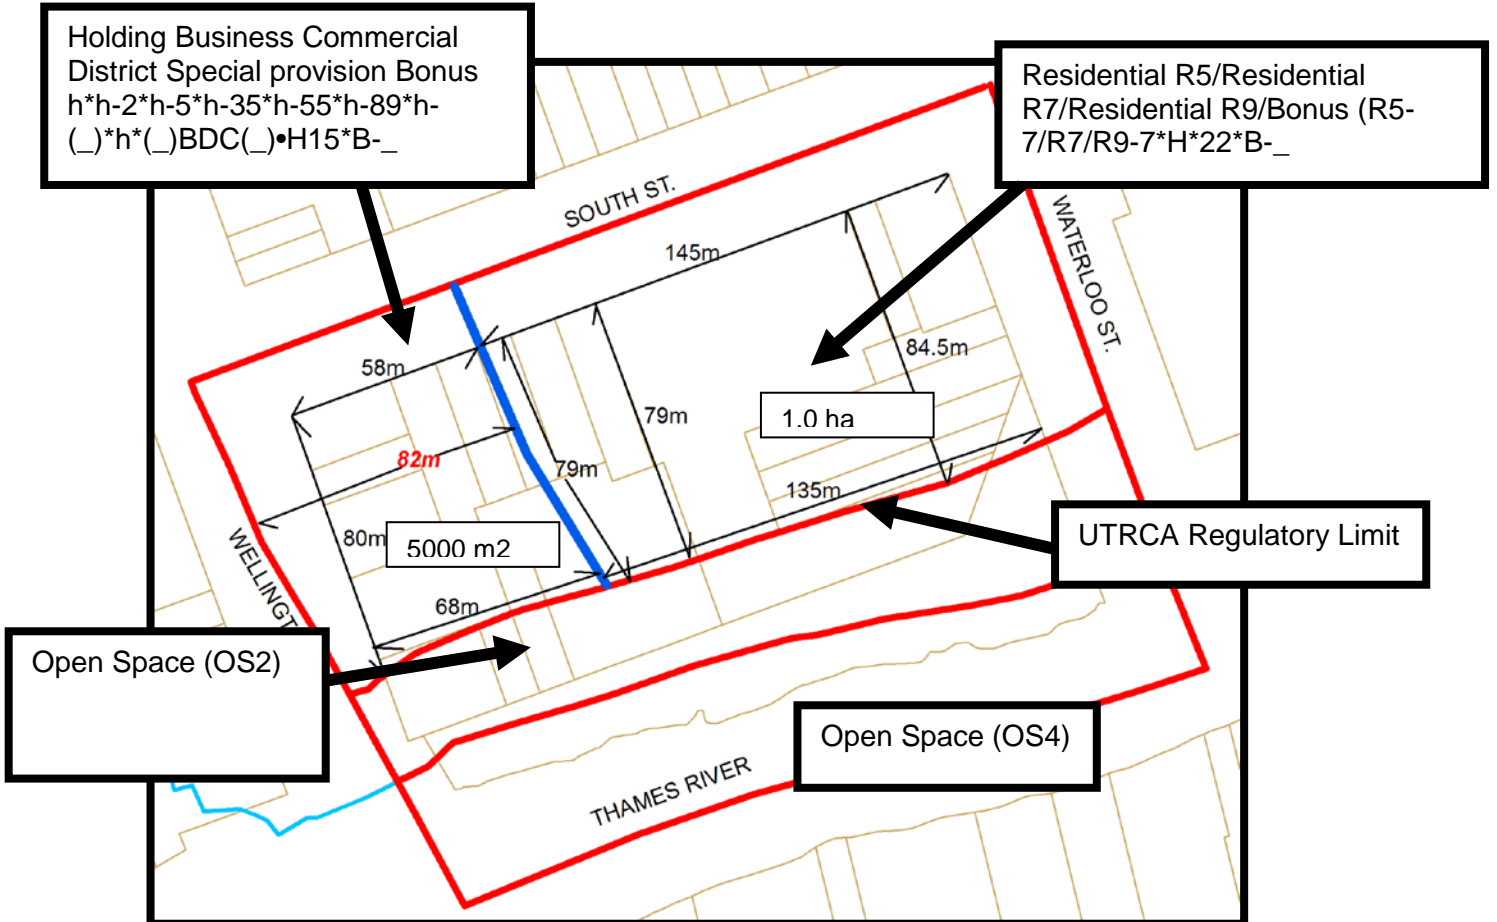 Holding Business Commercial
District Special provision Bonus
h*h-2*h-5*h-35*h-55*h-89*h-
(_)*h*(_)BDC(_)•H15*B-_
Residential R5/Residential
R7/Residential R9/Bonus (R5-
7/R7/R9-7*H*22*B-_
SOUTH ST.
WATERLOO ST.
145m
58m
84.5m
79m
1.0 ha
82m
79m
135m
WELLINGT
80m
5000 m2
UTRCA Regulatory Limit
68m
Open Space (OS2)
Open Space (OS4)
THAMES RIVER